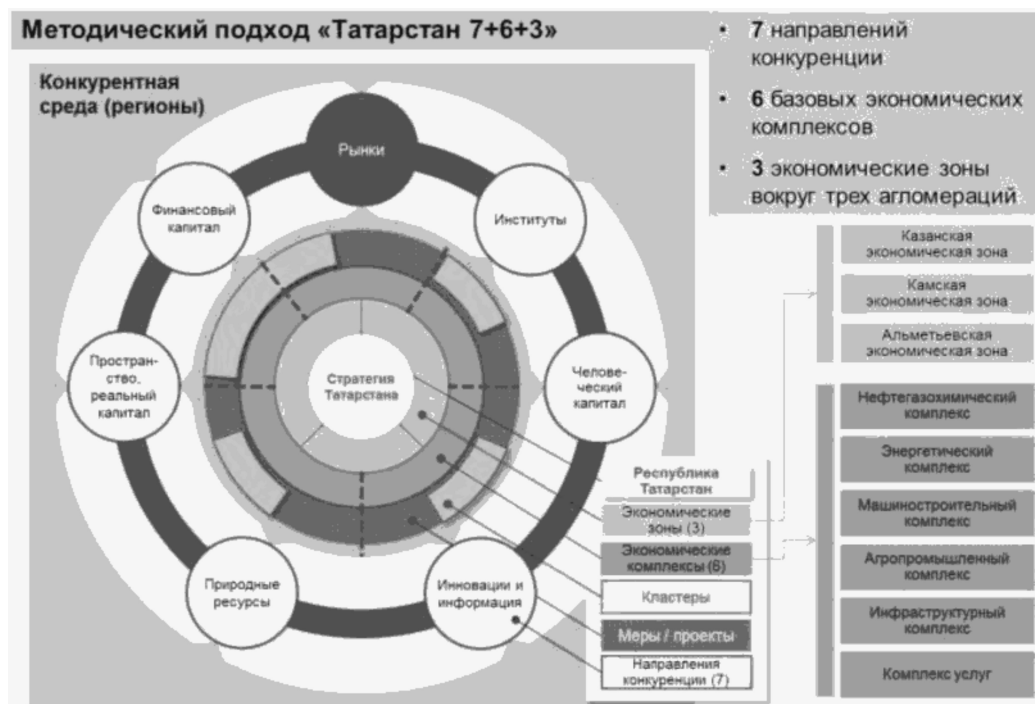 Методический подход «Татарстан 7+6+3»
• 7 направлений
конкуренции
• 6 базовых экономических
комплексов
• 3 экономические зоны
вокруг трех агломераций
Конкурентная
среда (регионы)
Рынки
Финансовый
капитал
Институты
Простран-
ство,
реальный
капитал
Стратегия
Татарстана
Челове-
ческий
капитал
Природные
ресурсы
Инновации и
информация
Республика
Татарстан
Экономические
зоны (3)
Экономические
комплексы (6)
Кластеры
Меры / проекты
Направления
конкуренции (7)
Казанская
экономическая зона
Камская
экономическая зона
Альметьевская
экономическая зона
Нефтегазохимический
комплекс
Энергетический
комплекс
Машиностроительный
комплекс
Агропромышленный
комплекс
Инфраструктурный
комплекс
Комплекс услуг